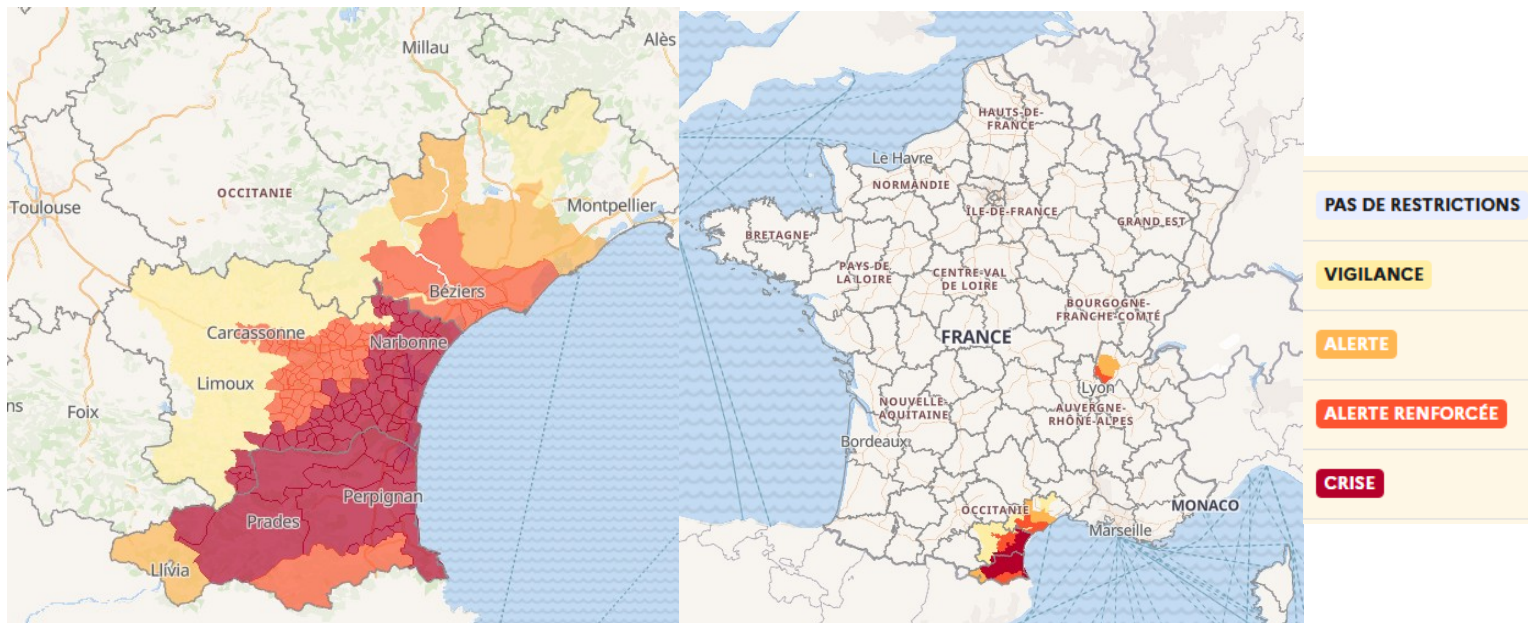 Millau
Alès
OCCITANIE
Toulouse
Montpellier
Béziers
Carcassonne
Narbonne
Limoux
ns
Foix
Perpignan
Prades
Llívia
HAUTS-DE-
FRANCE
Le Havre
NORMANDIE
ÎLE-DE-FRANCE
GRAND EST
BRETAGNE
PAYS-DE-
LA LOIRE
CENTRE-VAL
DE LOIRE
BOURGOGNE-
FRANCHE-COMTÉ
FRANCE
Lyon
NOUVELLE-
AQUITAINE
AUVERGNE-
RHÔNE-ALPES
Bordeaux
OCCITANIE
MONACO
Marseille
PAS DE RESTRICTIONS
VIGILANCE
ALERTE
ALERTE RENFORCÉE
CRISE